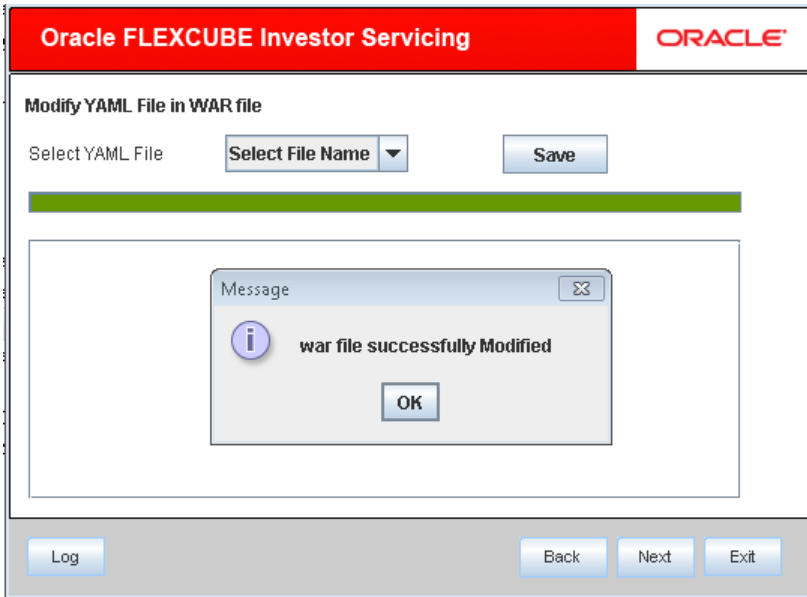 Oracle FLEXCUBE Investor Servicing
ORACLE
Modify YAML File in WAR file
Select YAML File
Select File Name
Save
Message
war file successfully Modified
OK
Log
Back
Next
Exit